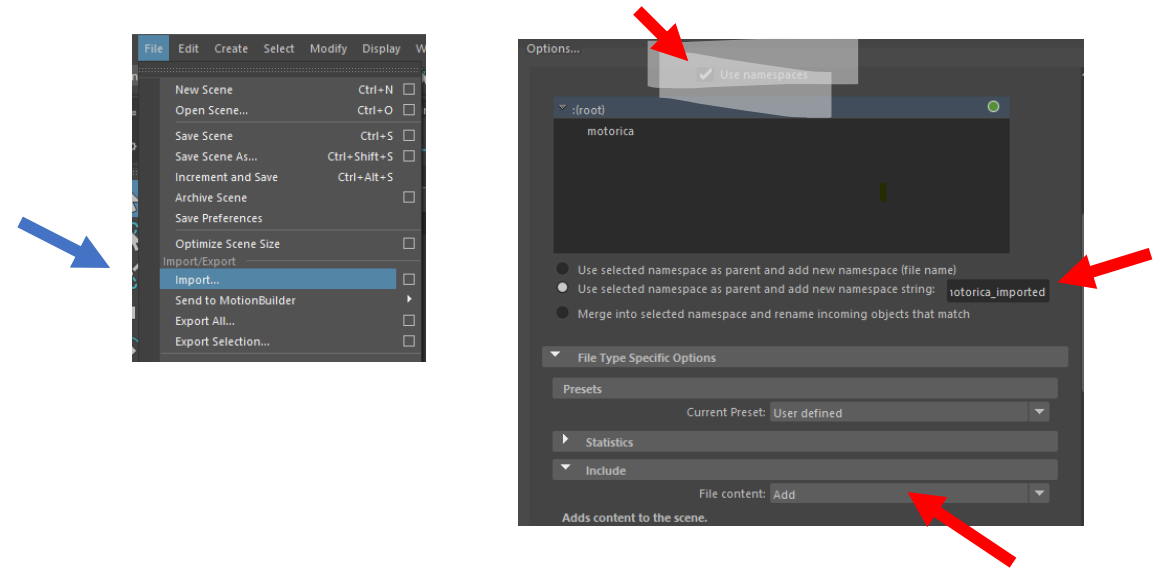 File Edit Create Select Modify Display W
New Scene Ctrl+N
Open Scene... Ctrl+O
Save Scene Ctrl+S
Save Scene As... Ctrl+Shift+S
Increment and Save Ctrl+Alt+S
Archive Scene
Save Preferences
Optimize Scene Size
Import/Export
Import...
Send to MotionBuilder
Export All...
Export Selection...
Options...
Use namespaces
:(root)
motorica
Use selected namespace as parent and add new namespace (file name)
Use selected namespace as parent and add new namespace string: notorica_imported
Merge into selected namespace and rename incoming objects that match
File Type Specific Options
Presets
Current Preset: User defined
Statistics
Include
File content: Add
Adds content to the scene.